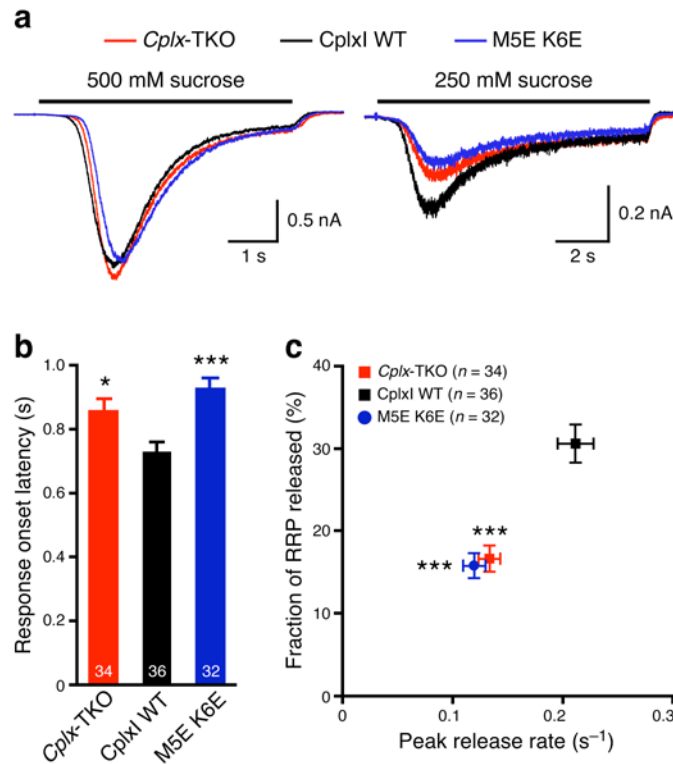 a
Cplx-TKO CplxI WT M5E K6E
500 mM sucrose 250 mM sucrose
0.5 nA
1 s
0.2 nA
2 s
b
Response onset latency (s)
1.0
0.8
0.6
0.4
0.2
0
* *** 
34 36 32
Cplx-TKO CplxI WT M5E K6E
c
Fraction of RRP released (%)
40
30
20
10
0
Cplx-TKO (n = 34)
CplxI WT (n = 36)
M5E K6E (n = 32)
***
***
0 0.1 0.2 0.3
Peak release rate (s⁻¹)